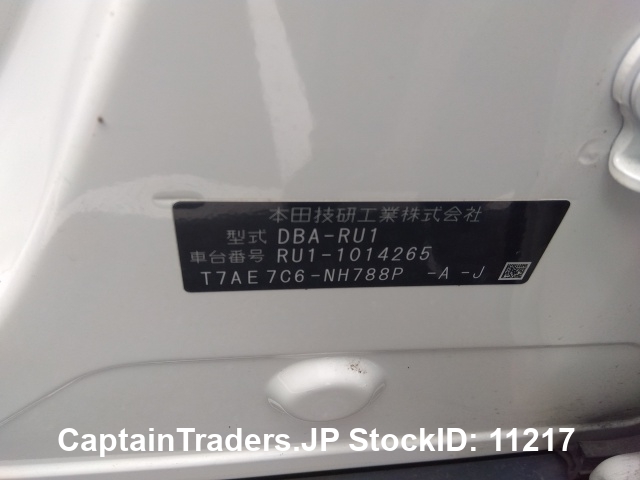 本田技研工業株式会社
型式 DBA-RU1
車台番号 RU1-1014265
T7AE7C6-NH788P -A -J
CaptainTraders.JP StockID: 11217